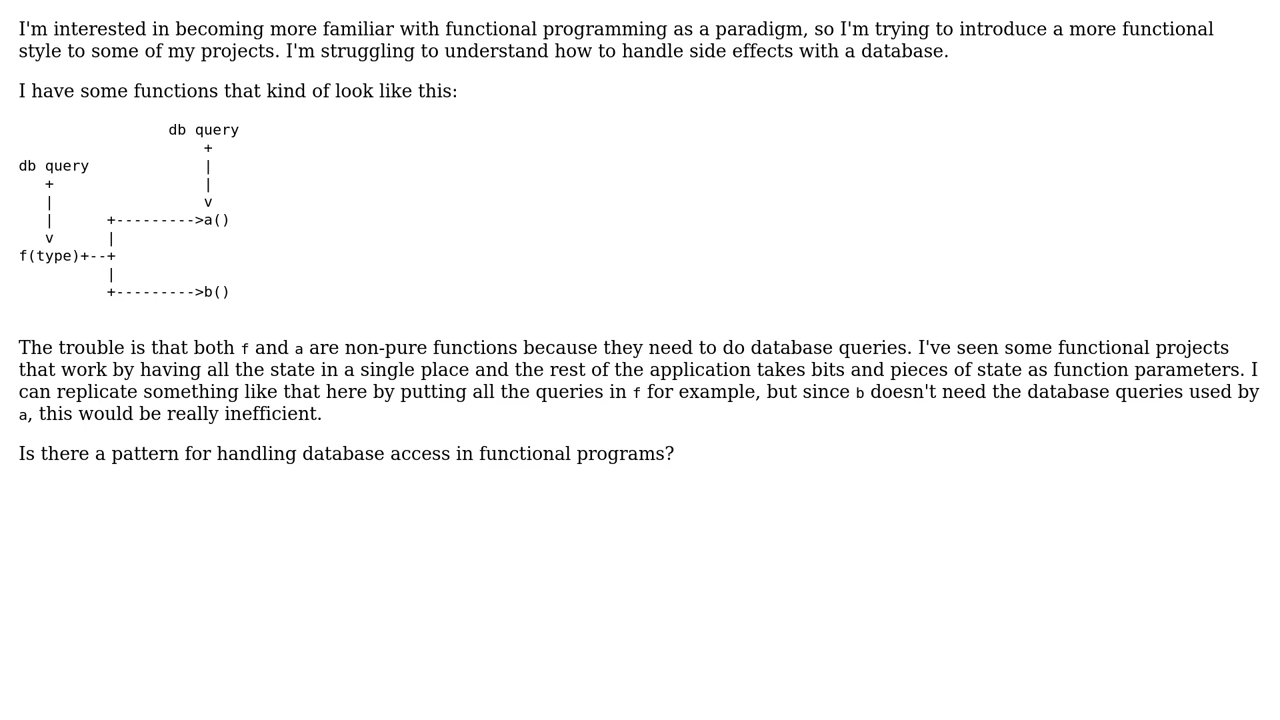 I'm interested in becoming more familiar with functional programming as a paradigm, so I'm trying to introduce a more functional
style to some of my projects. I'm struggling to understand how to handle side effects with a database.
I have some functions that kind of look like this:
                 db query
                     +
db query             |
   +                 |
   |                 v
   |      +--------->a()
   v      |
f(type)+--+
          |
          +--------->b()
The trouble is that both f and a are non-pure functions because they need to do database queries. I've seen some functional projects
that work by having all the state in a single place and the rest of the application takes bits and pieces of state as function parameters. I
can replicate something like that here by putting all the queries in f for example, but since b doesn't need the database queries used by
a, this would be really inefficient.
Is there a pattern for handling database access in functional programs?